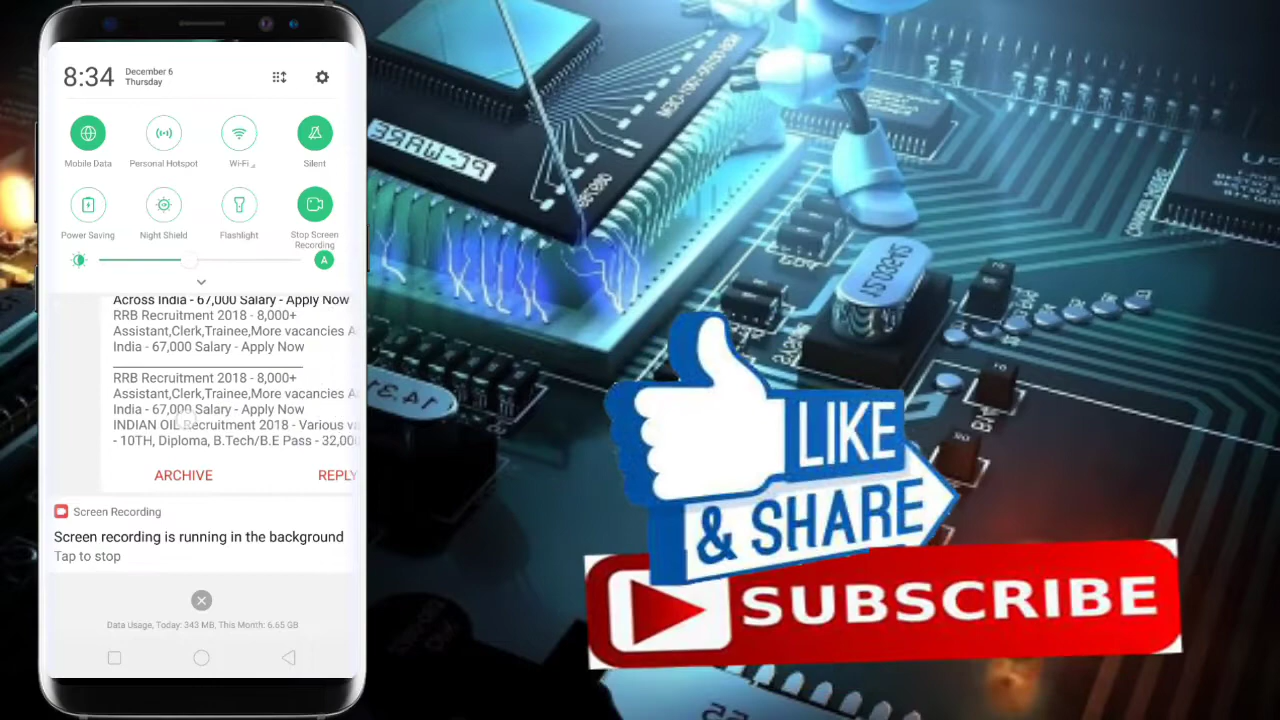 8:34
December 6
Thursday
Mobile Data
Personal Hotspot
Wi-Fi
Silent
Power Saving
Night Shield
Flashlight
Stop Screen
Recording
A
Across India - 67,000 Salary - Apply Now
RRB Recruitment 2018 - 8,000+
Assistant,Clerk,Trainee,More vacancies A
India - 67,000 Salary - Apply Now
RRB Recruitment 2018 - 8,000+
Assistant,Clerk,Trainee,More vacancies A
India - 67,000 Salary - Apply Now
INDIAN OIL Recruitment 2018 - Various va
- 10TH, Diploma, B.Tech/B.E Pass - 32,000
ARCHIVE
REPLY
Screen Recording
Screen recording is running in the background
Tap to stop
Data Usage, Today: 343 MB, This Month: 6.65 GB
PC-WARE
LIKE
& SHARE
SUBSCRIBE